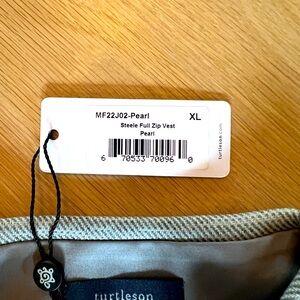 MF22J02-Pearl XL
Steele Full Zip Vest
Pearl
6 70533 70096 0
turtleson.com
turtleson